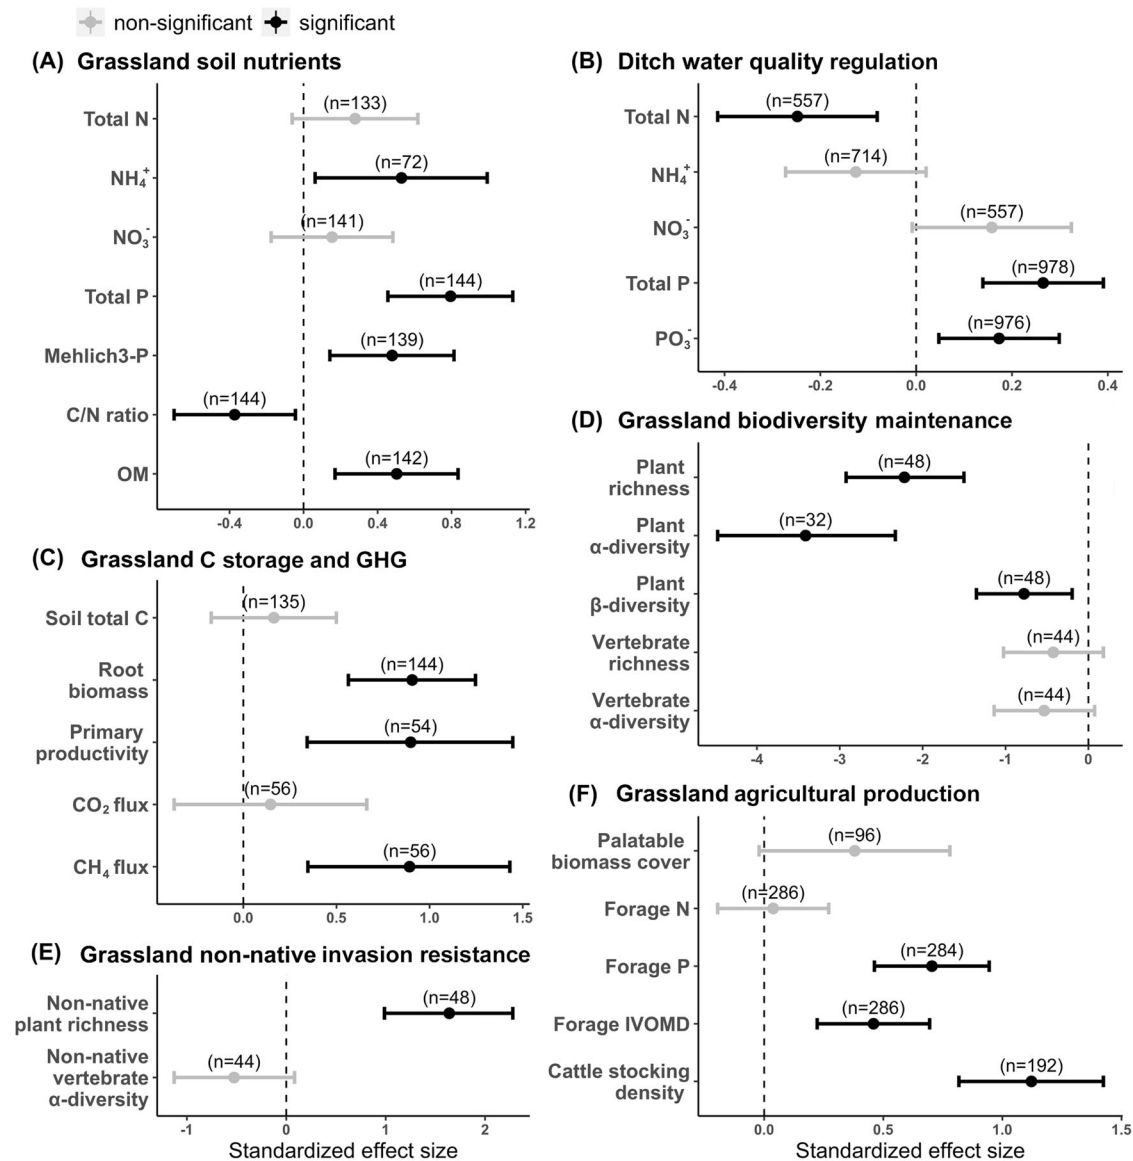 non-significant significant
(A) Grassland soil nutrients
Total N (n=133)
NH₄⁺ (n=72)
NO₃⁻ (n=141)
Total P (n=144)
Mehlich3-P (n=139)
C/N ratio (n=144)
OM (n=142)
-0.4 0.0 0.4 0.8 1.2
(B) Ditch water quality regulation
Total N (n=557)
NH₄⁺ (n=714)
NO₃⁻ (n=557)
Total P (n=978)
PO₃⁻ (n=976)
-0.4 -0.2 0.0 0.2 0.4
(C) Grassland C storage and GHG
Soil total C (n=135)
Root
biomass (n=144)
Primary
productivity (n=54)
CO₂ flux (n=56)
CH₄ flux (n=56)
0.0 0.5 1.0 1.5
(D) Grassland biodiversity maintenance
Plant
richness (n=48)
Plant
α-diversity (n=32)
Plant
β-diversity (n=48)
Vertebrate
richness (n=44)
Vertebrate
α-diversity (n=44)
-4 -3 -2 -1 0
(E) Grassland non-native invasion resistance
Non-native
plant richness (n=48)
Non-native
vertebrate
α-diversity (n=44)
-1 0 1 2
Standardized effect size
(F) Grassland agricultural production
Palatable
biomass cover (n=96)
Forage N (n=286)
Forage P (n=284)
Forage IVOMD (n=286)
Cattle stocking
density (n=192)
0.0 0.5 1.0 1.5
Standardized effect size